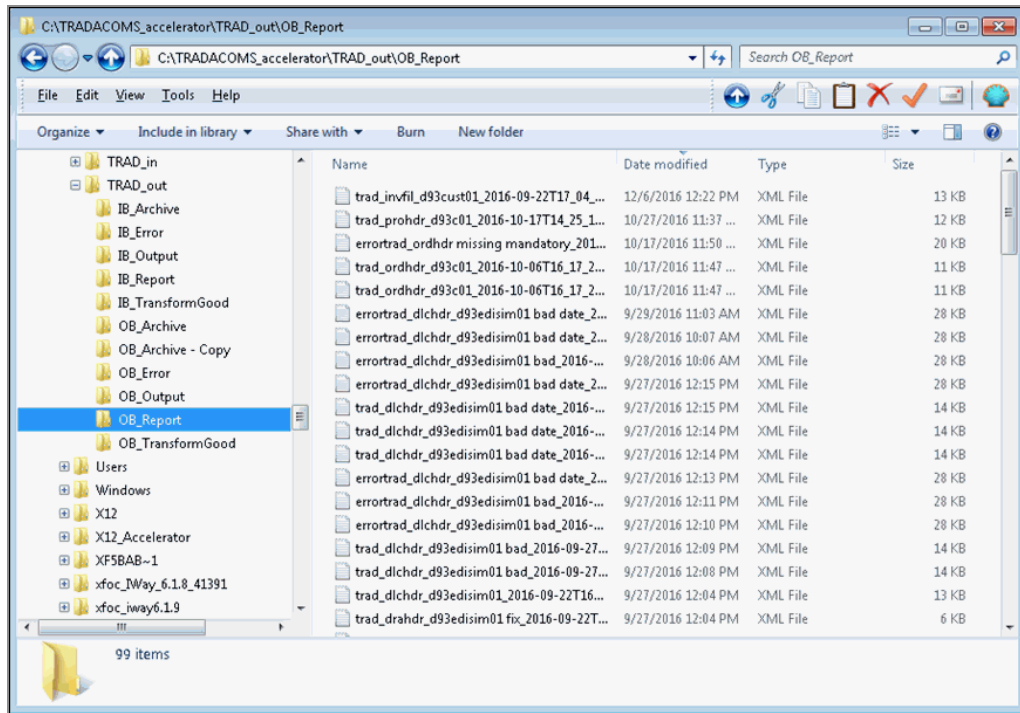 C:\TRADACOMS_accelerator\TRAD_out\OB_Report
C:\TRADACOMS_accelerator\TRAD_out\OB_Report
Search OB_Report
File Edit View Tools Help
Organize Include in library Share with Burn New folder
TRAD_in
TRAD_out
IB_Archive
IB_Error
IB_Output
IB_Report
IB_TransformGood
OB_Archive
OB_Archive - Copy
OB_Error
OB_Output
OB_Report
OB_TransformGood
Users
Windows
X12
X12_Accelerator
XF5BAB~1
xfoc_IWay_6.1.8_41391
xfoc_iway6.1.9
Name Date modified Type Size
trad_invfil_d93cust01_2016-09-22T17_04_... 12/6/2016 12:22 PM XML File 13 KB
trad_prohdr_d93c01_2016-10-17T14_25_1... 10/27/2016 11:37 ... XML File 12 KB
errortrad_ordhdr missing mandatory_201... 10/17/2016 11:50 ... XML File 20 KB
trad_ordhdr_d93c01_2016-10-06T16_17_2... 10/17/2016 11:47 ... XML File 11 KB
trad_ordhdr_d93c01_2016-10-06T16_17_2... 10/17/2016 11:47 ... XML File 11 KB
errortrad_dlchdr_d93edisim01 bad date_2... 9/29/2016 11:03 AM XML File 28 KB
errortrad_dlchdr_d93edisim01 bad date_2... 9/28/2016 10:07 AM XML File 28 KB
errortrad_dlchdr_d93edisim01 bad_2016-... 9/28/2016 10:06 AM XML File 28 KB
errortrad_dlchdr_d93edisim01 bad date_2... 9/27/2016 12:15 PM XML File 28 KB
trad_dlchdr_d93edisim01 bad date_2016-... 9/27/2016 12:15 PM XML File 14 KB
trad_dlchdr_d93edisim01 bad date_2016-... 9/27/2016 12:14 PM XML File 14 KB
trad_dlchdr_d93edisim01 bad date_2016-... 9/27/2016 12:14 PM XML File 14 KB
errortrad_dlchdr_d93edisim01 bad date_2... 9/27/2016 12:13 PM XML File 28 KB
errortrad_dlchdr_d93edisim01 bad_2016-... 9/27/2016 12:11 PM XML File 28 KB
errortrad_dlchdr_d93edisim01 bad_2016-... 9/27/2016 12:10 PM XML File 28 KB
trad_dlchdr_d93edisim01 bad_2016-09-27... 9/27/2016 12:09 PM XML File 14 KB
trad_dlchdr_d93edisim01 bad_2016-09-27... 9/27/2016 12:08 PM XML File 14 KB
trad_dlchdr_d93edisim01_2016-09-22T16... 9/27/2016 12:04 PM XML File 13 KB
trad_drahdr_d93edisim01 fix_2016-09-22T... 9/27/2016 12:04 PM XML File 6 KB
99 items